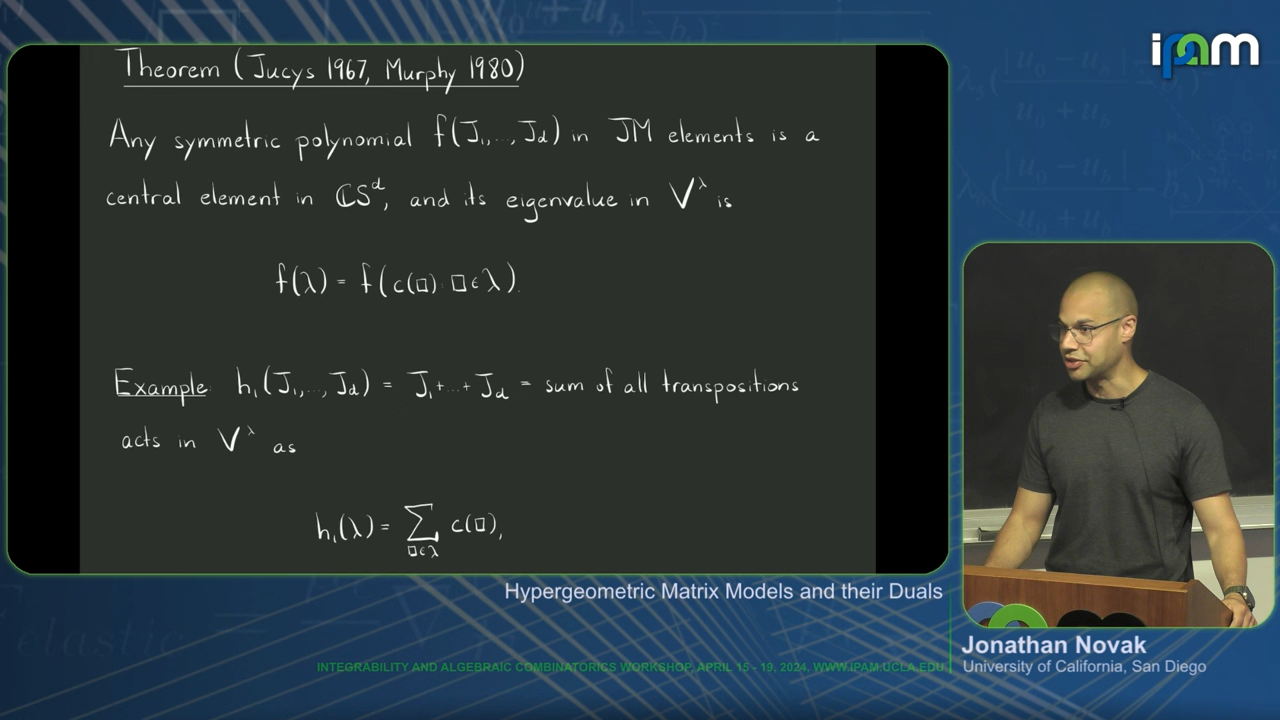 Theorem (Jucys 1967, Murphy 1980)
Any symmetric polynomial f(J₁,...,J_d) in JM elements is a
central element in ℂS^d, and its eigenvalue in V^λ is
f(λ) = f(c(□) : □∈λ).
Example: h₁(J₁,...,J_d) = J₁+...+J_d = sum of all transpositions
acts in V^λ as
h₁(λ) = ∑_{□∈λ} c(□),
ipam
Hypergeometric Matrix Models and their Duals
Jonathan Novak
University of California, San Diego
INTEGRABILITY AND ALGEBRAIC COMBINATORICS WORKSHOP, APRIL 15 - 19, 2024, WWW.IPAM.UCLA.EDU
elastic